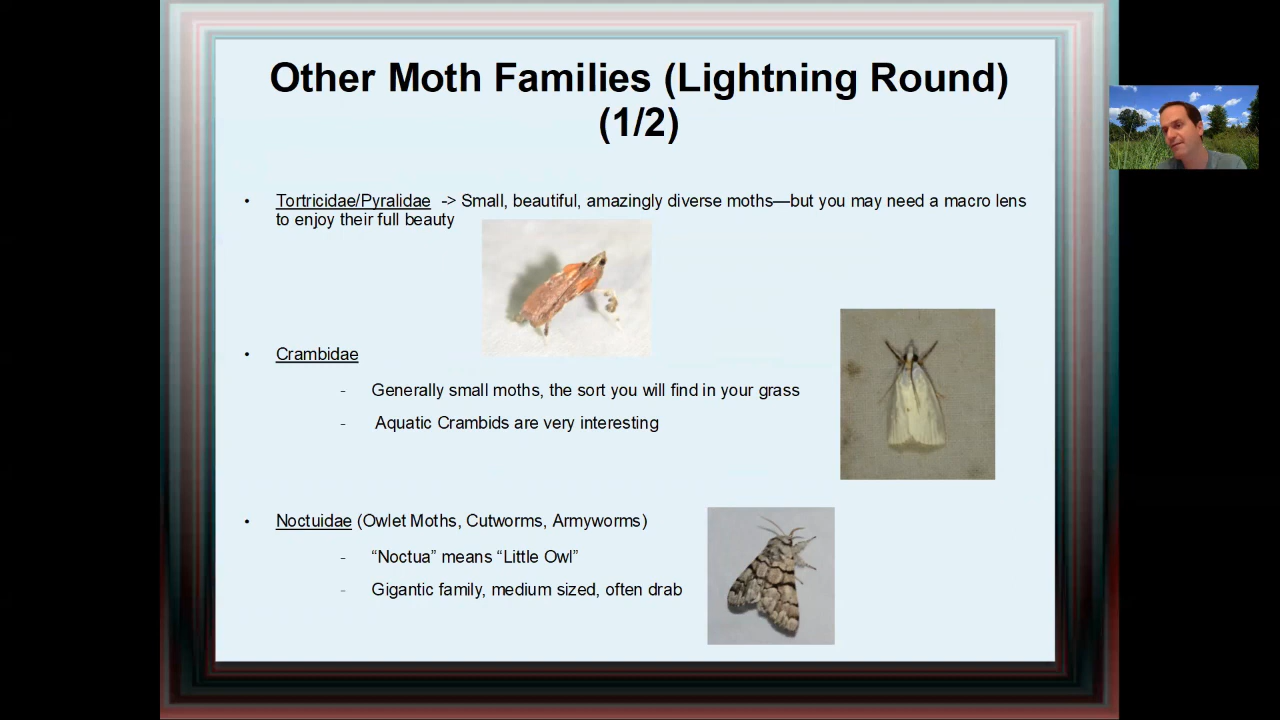 Other Moth Families (Lightning Round)
(1/2)
• Tortricidae/Pyralidae -> Small, beautiful, amazingly diverse moths—but you may need a macro lens
to enjoy their full beauty
• Crambidae
- Generally small moths, the sort you will find in your grass
- Aquatic Crambids are very interesting
• Noctuidae (Owlet Moths, Cutworms, Armyworms)
- “Noctua” means “Little Owl”
- Gigantic family, medium sized, often drab